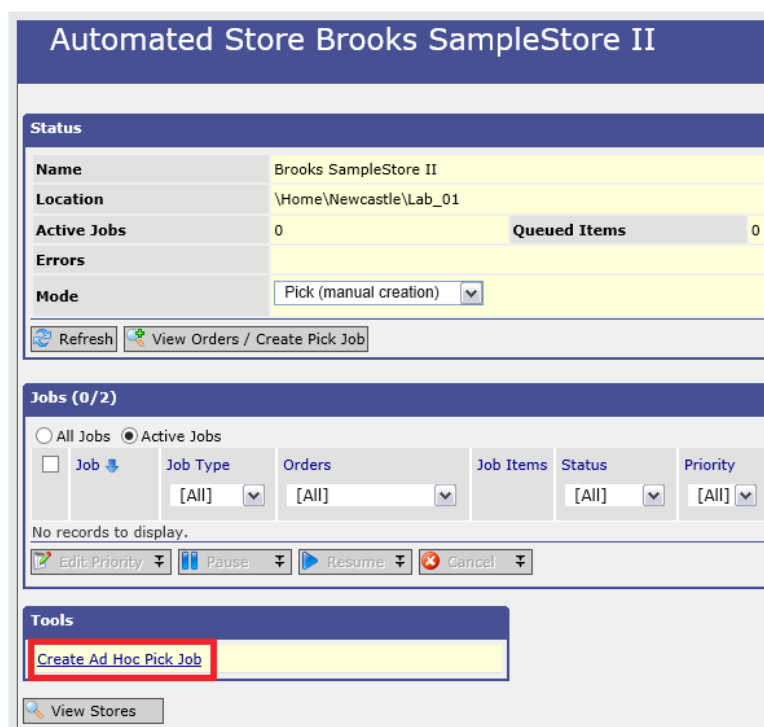 Automated Store Brooks SampleStore II
Status
Name Brooks SampleStore II
Location \Home\Newcastle\Lab_01
Active Jobs 0 Queued Items 0
Errors
Mode Pick (manual creation)
Refresh View Orders / Create Pick Job
Jobs (0/2)
All Jobs Active Jobs
Job Job Type Orders Job Items Status Priority
[All] [All] [All] [All]
No records to display.
Edit Priority Pause Resume Cancel
Tools
Create Ad Hoc Pick Job
View Stores